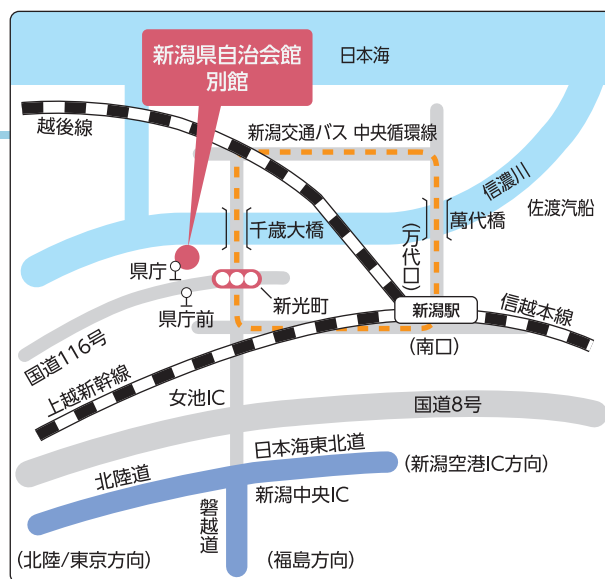 新潟県自治会館
別館
日本海
越後線
新潟交通バス 中央循環線
信濃川
佐渡汽船
千歳大橋
萬代橋
(万代口)
県庁
県庁前
新光町
新潟駅
信越本線
(南口)
国道116号
上越新幹線
女池IC
国道8号
日本海東北道
(新潟空港IC方向)
北陸道
新潟中央IC
磐越道
(北陸/東京方向)
(福島方向)